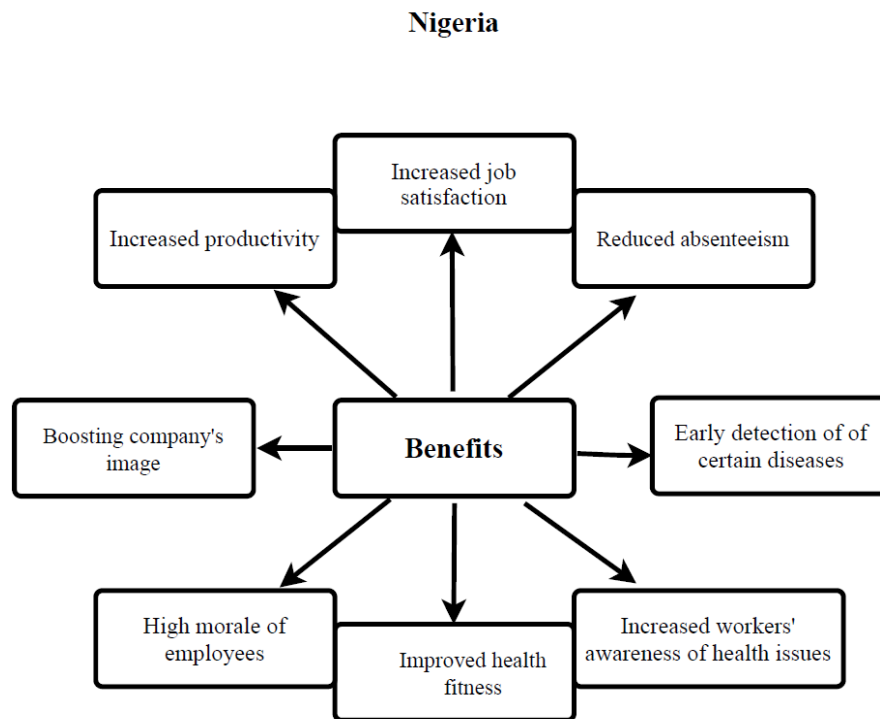 Nigeria
Increased job
satisfaction
Increased productivity
Reduced absenteeism
Boosting company's
image
Benefits
Early detection of of
certain diseases
High morale of
employees
Improved health
fitness
Increased workers'
awareness of health issues